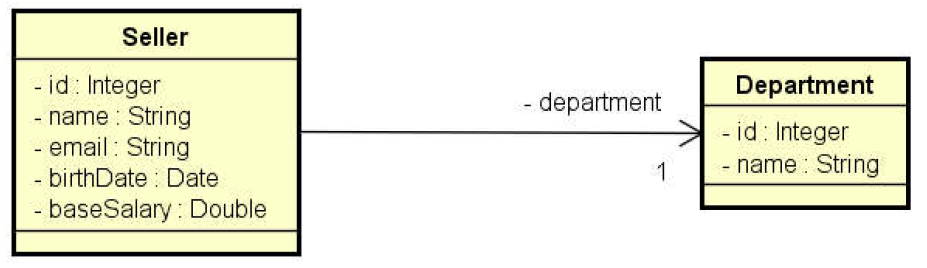 Seller
- id : Integer
- name : String
- email : String
- birthDate : Date
- baseSalary : Double
- department
1
Department
- id : Integer
- name : String